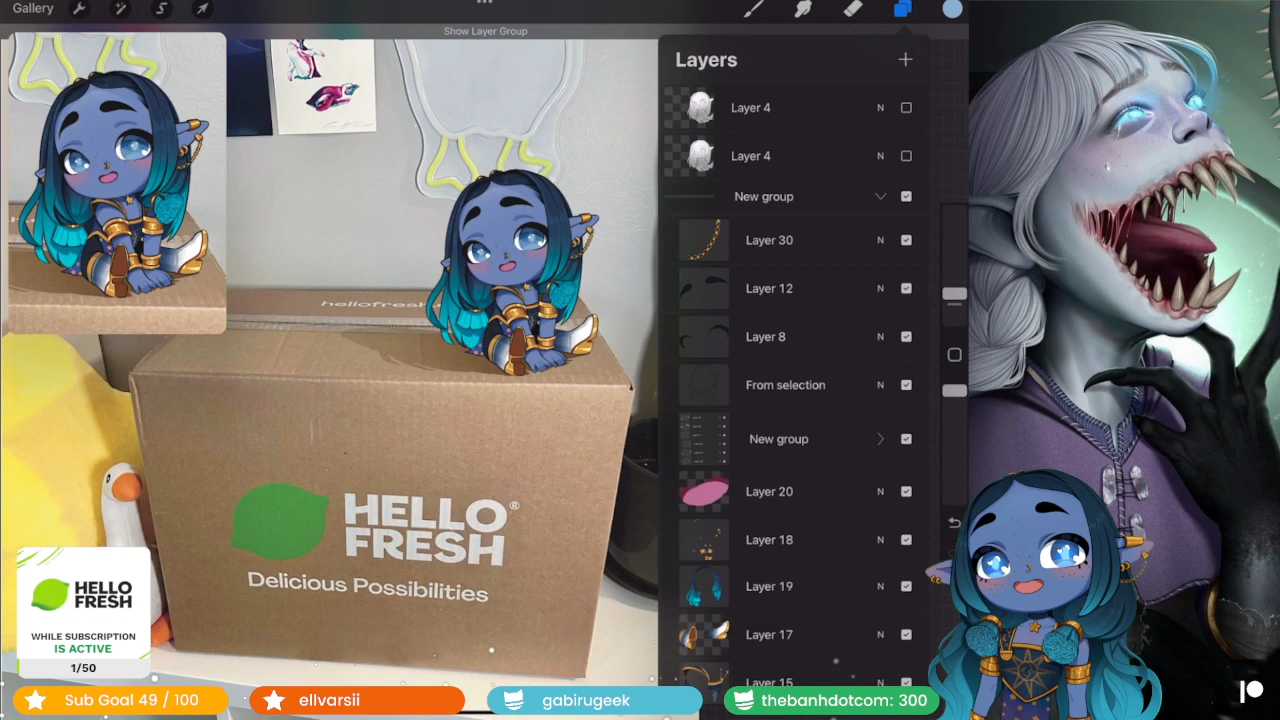 Gallery
Show Layer Group
Layers
Layer 4 N
Layer 4 N
New group
Layer 30 N
Layer 12 N
Layer 8 N
From selection N
New group
Layer 20 N
Layer 18 N
Layer 19 N
Layer 17 N
Layer 15 N
hellofresh
HELLO
FRESH®
Delicious Possibilities
HELLO
FRESH
WHILE SUBSCRIPTION
IS ACTIVE
1/50
Sub Goal 49 / 100
ellvarsii
gabirugeek
thebanhdotcom: 300